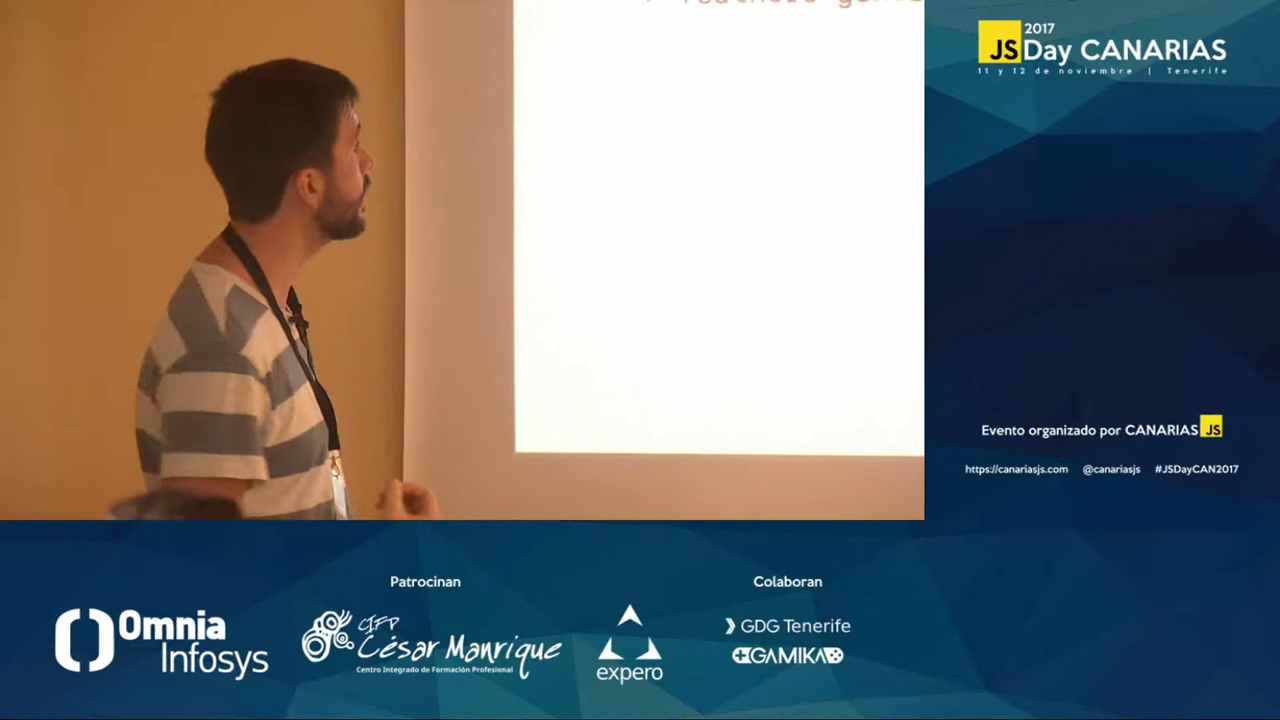 2017
JS Day CANARIAS
11 y 12 de noviembre | Tenerife
Evento organizado por CANARIAS JS
https://canariasjs.com @canariasjs #JSDayCAN2017
Patrocinan
Colaboran
Omnia
Infosys
CIFP
César Manrique
Centro Integrado de Formación Profesional
expero
GDG Tenerife
GAMIKA